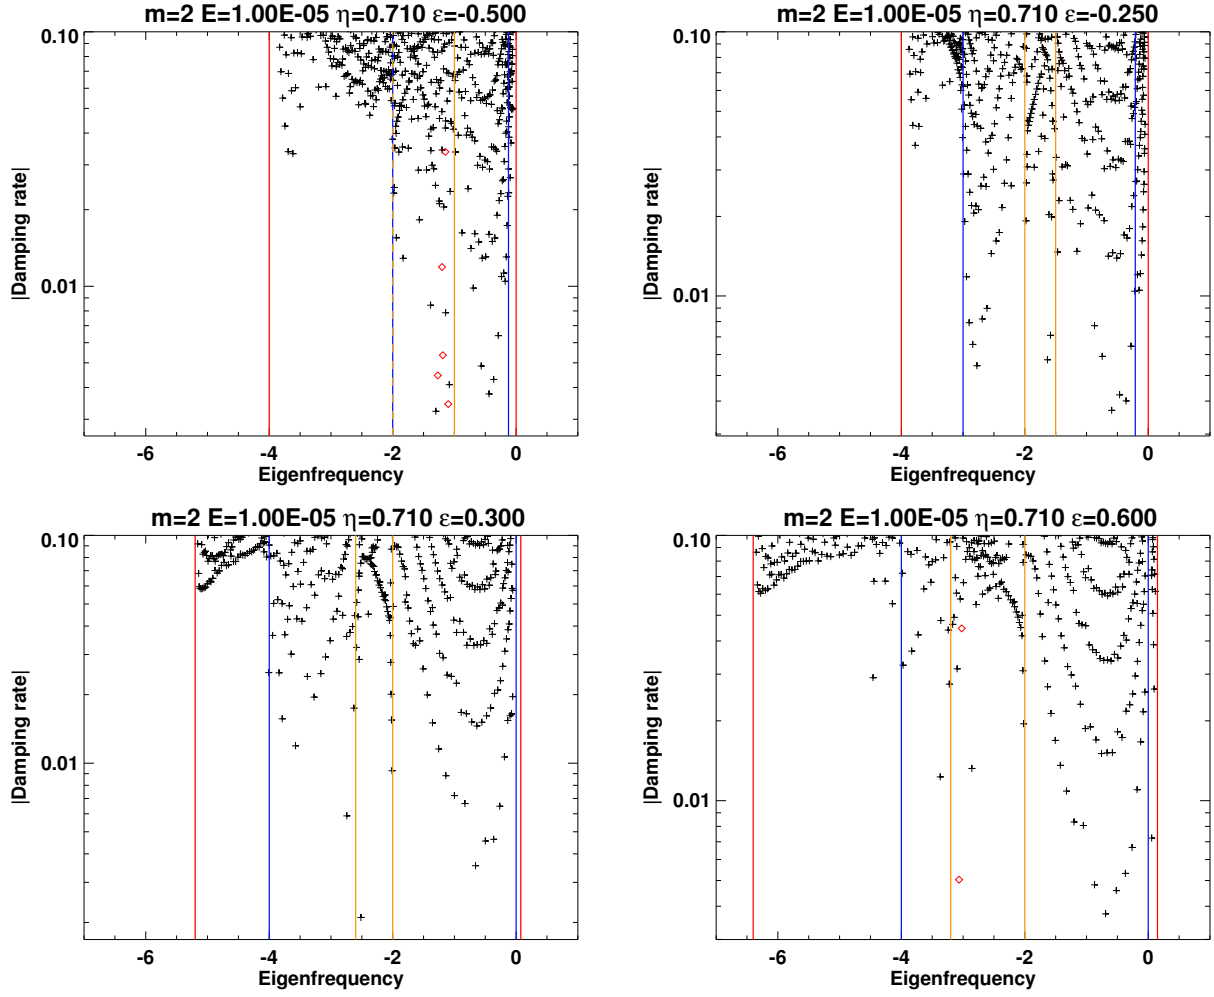 m=2 E=1.00E-05 η=0.710 ε=-0.500
0.10
0.01
|Damping rate|
-6 -4 -2 0
Eigenfrequency
m=2 E=1.00E-05 η=0.710 ε=-0.250
0.10
0.01
|Damping rate|
-6 -4 -2 0
Eigenfrequency
m=2 E=1.00E-05 η=0.710 ε=0.300
0.10
0.01
|Damping rate|
-6 -4 -2 0
Eigenfrequency
m=2 E=1.00E-05 η=0.710 ε=0.600
0.10
0.01
|Damping rate|
-6 -4 -2 0
Eigenfrequency